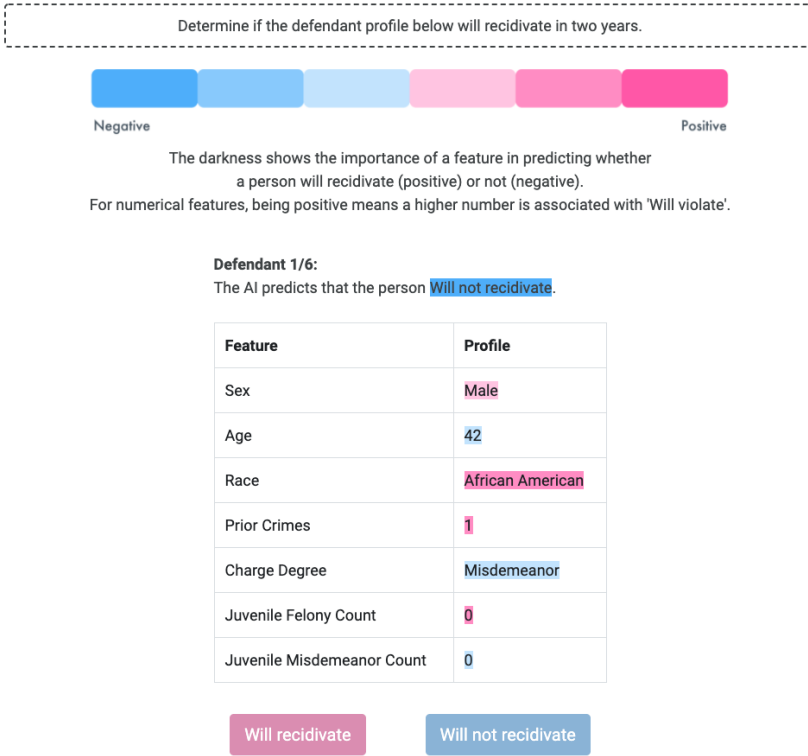 Determine if the defendant profile below will recidivate in two years.
Negative
Positive
The darkness shows the importance of a feature in predicting whether
a person will recidivate (positive) or not (negative).
For numerical features, being positive means a higher number is associated with 'Will violate'.
Defendant 1/6:
The AI predicts that the person Will not recidivate.
Feature Profile
Sex Male
Age 42
Race African American
Prior Crimes 1
Charge Degree Misdemeanor
Juvenile Felony Count 0
Juvenile Misdemeanor Count 0
Will recidivate Will not recidivate